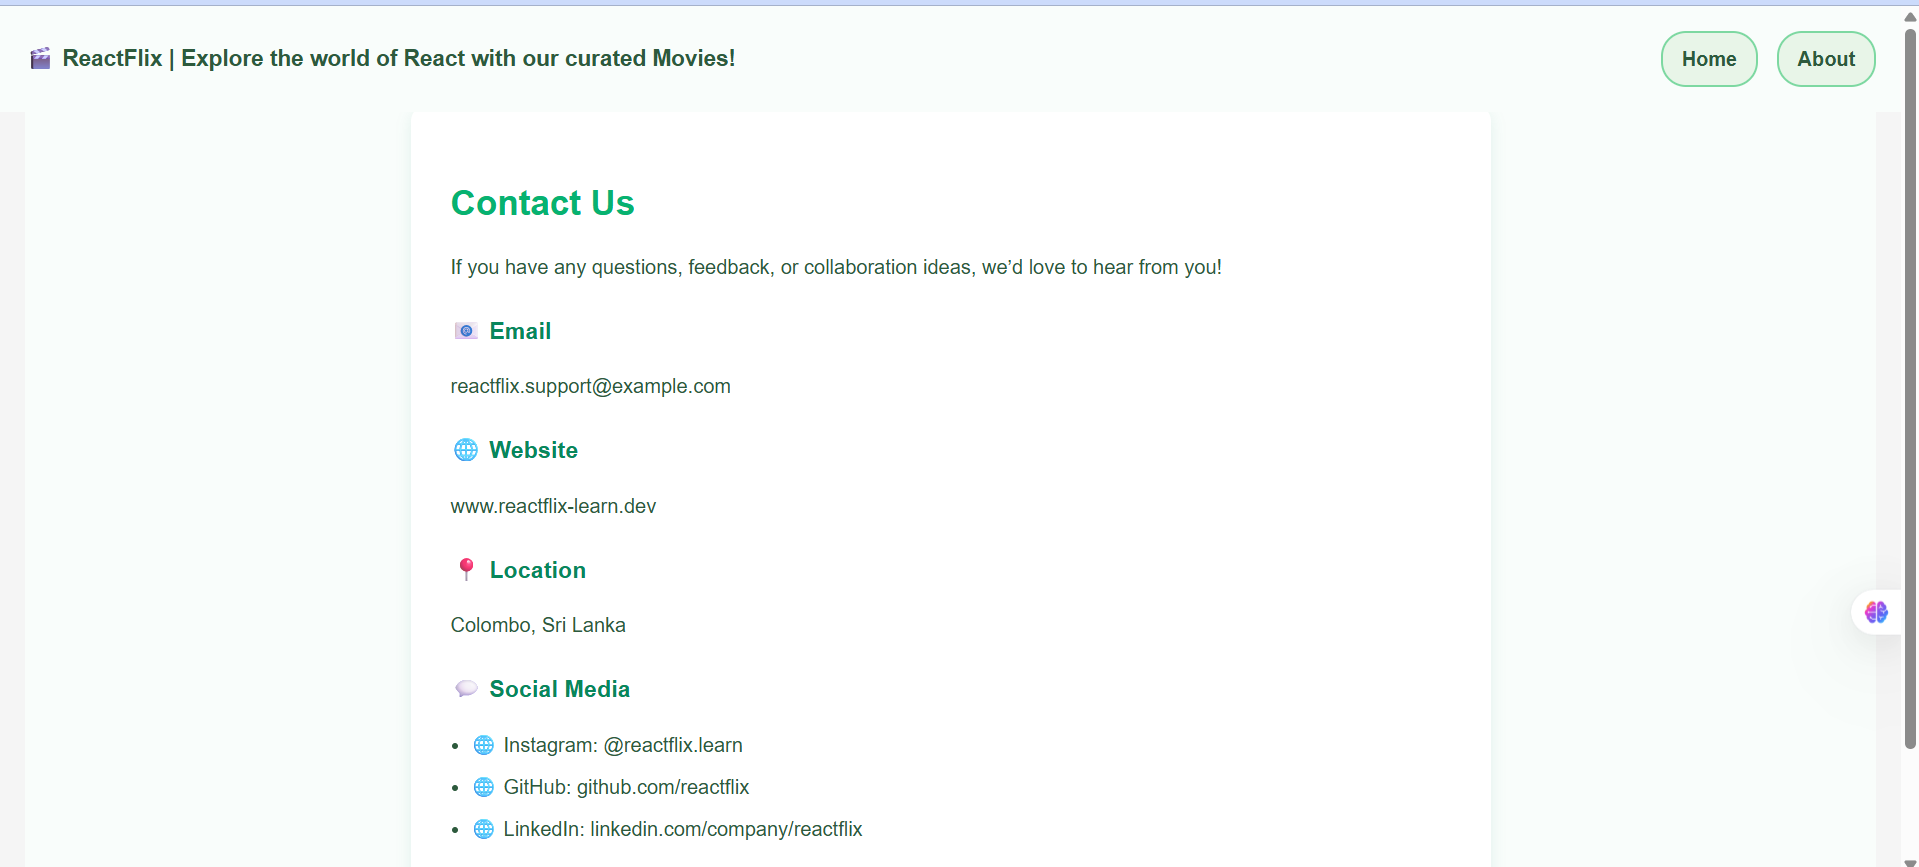 ReactFlix | Explore the world of React with our curated Movies!
Home
About
Contact Us
If you have any questions, feedback, or collaboration ideas, we’d love to hear from you!
Email
reactflix.support@example.com
Website
www.reactflix-learn.dev
Location
Colombo, Sri Lanka
Social Media
• Instagram: @reactflix.learn
• GitHub: github.com/reactflix
• LinkedIn: linkedin.com/company/reactflix